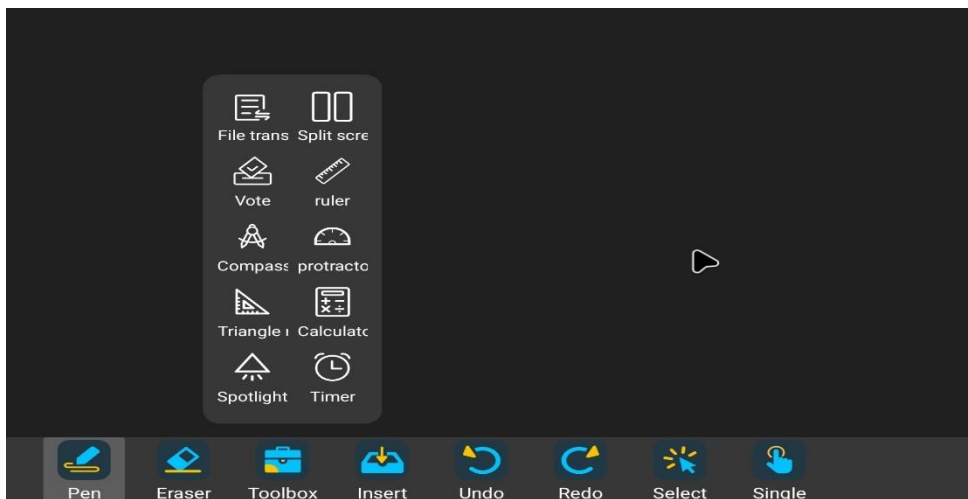 File trans Split scre
Vote ruler
Compass protracto
Triangle r Calculato
Spotlight Timer
Pen Eraser Toolbox Insert Undo Redo Select Single